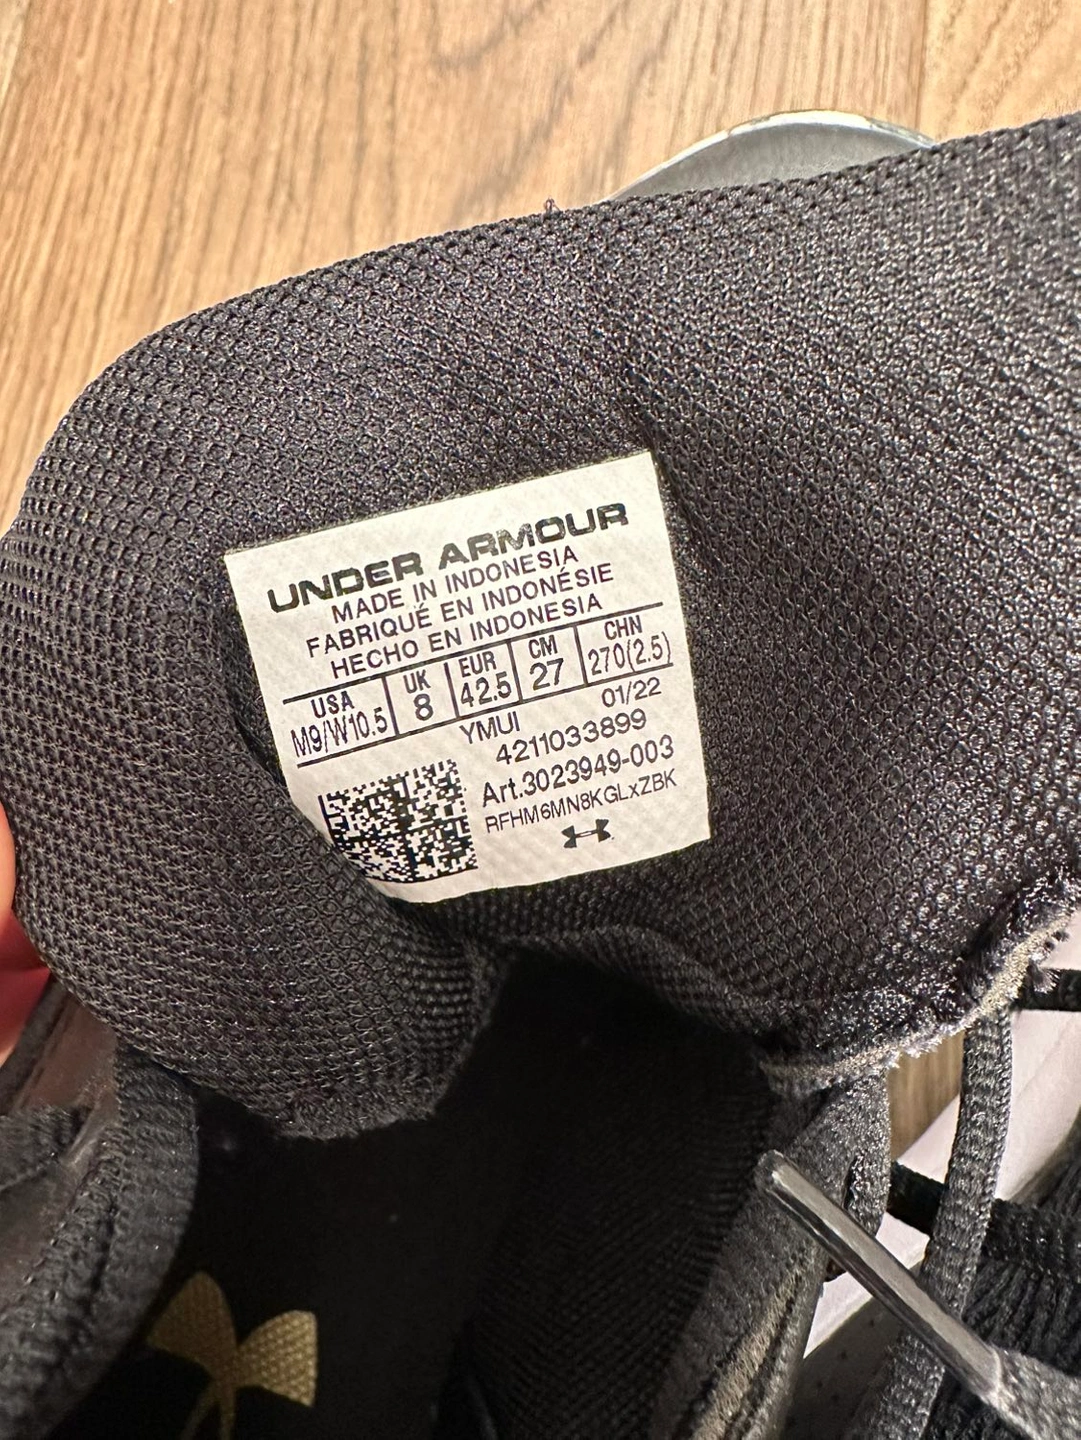 UNDER ARMOUR
MADE IN INDONESIA
FABRIQUÉ EN INDONÉSIE
HECHO EN INDONESIA
USA UK EUR CM CHN
M9/W10.5 8 42.5 27 270(2.5)
YMUI 01/22
4211033899
Art.3023949-003
RFHM6MN8KGLxZBK